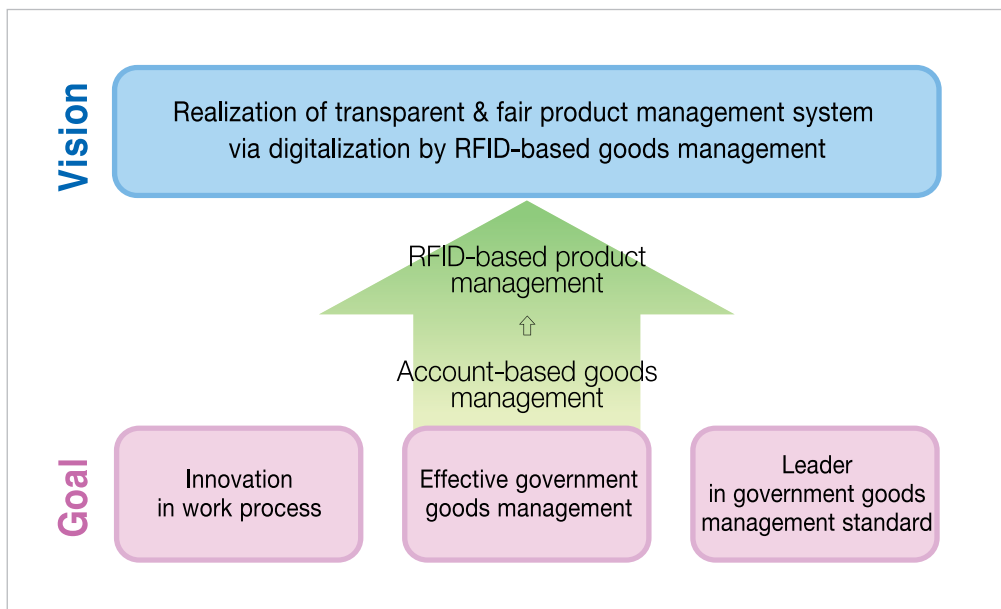 Vision
Realization of transparent & fair product management system
via digitalization by RFID-based goods management
RFID-based product
management
⇧
Account-based goods
management
Goal
Innovation
in work process
Effective government
goods management
Leader
in government goods
management standard